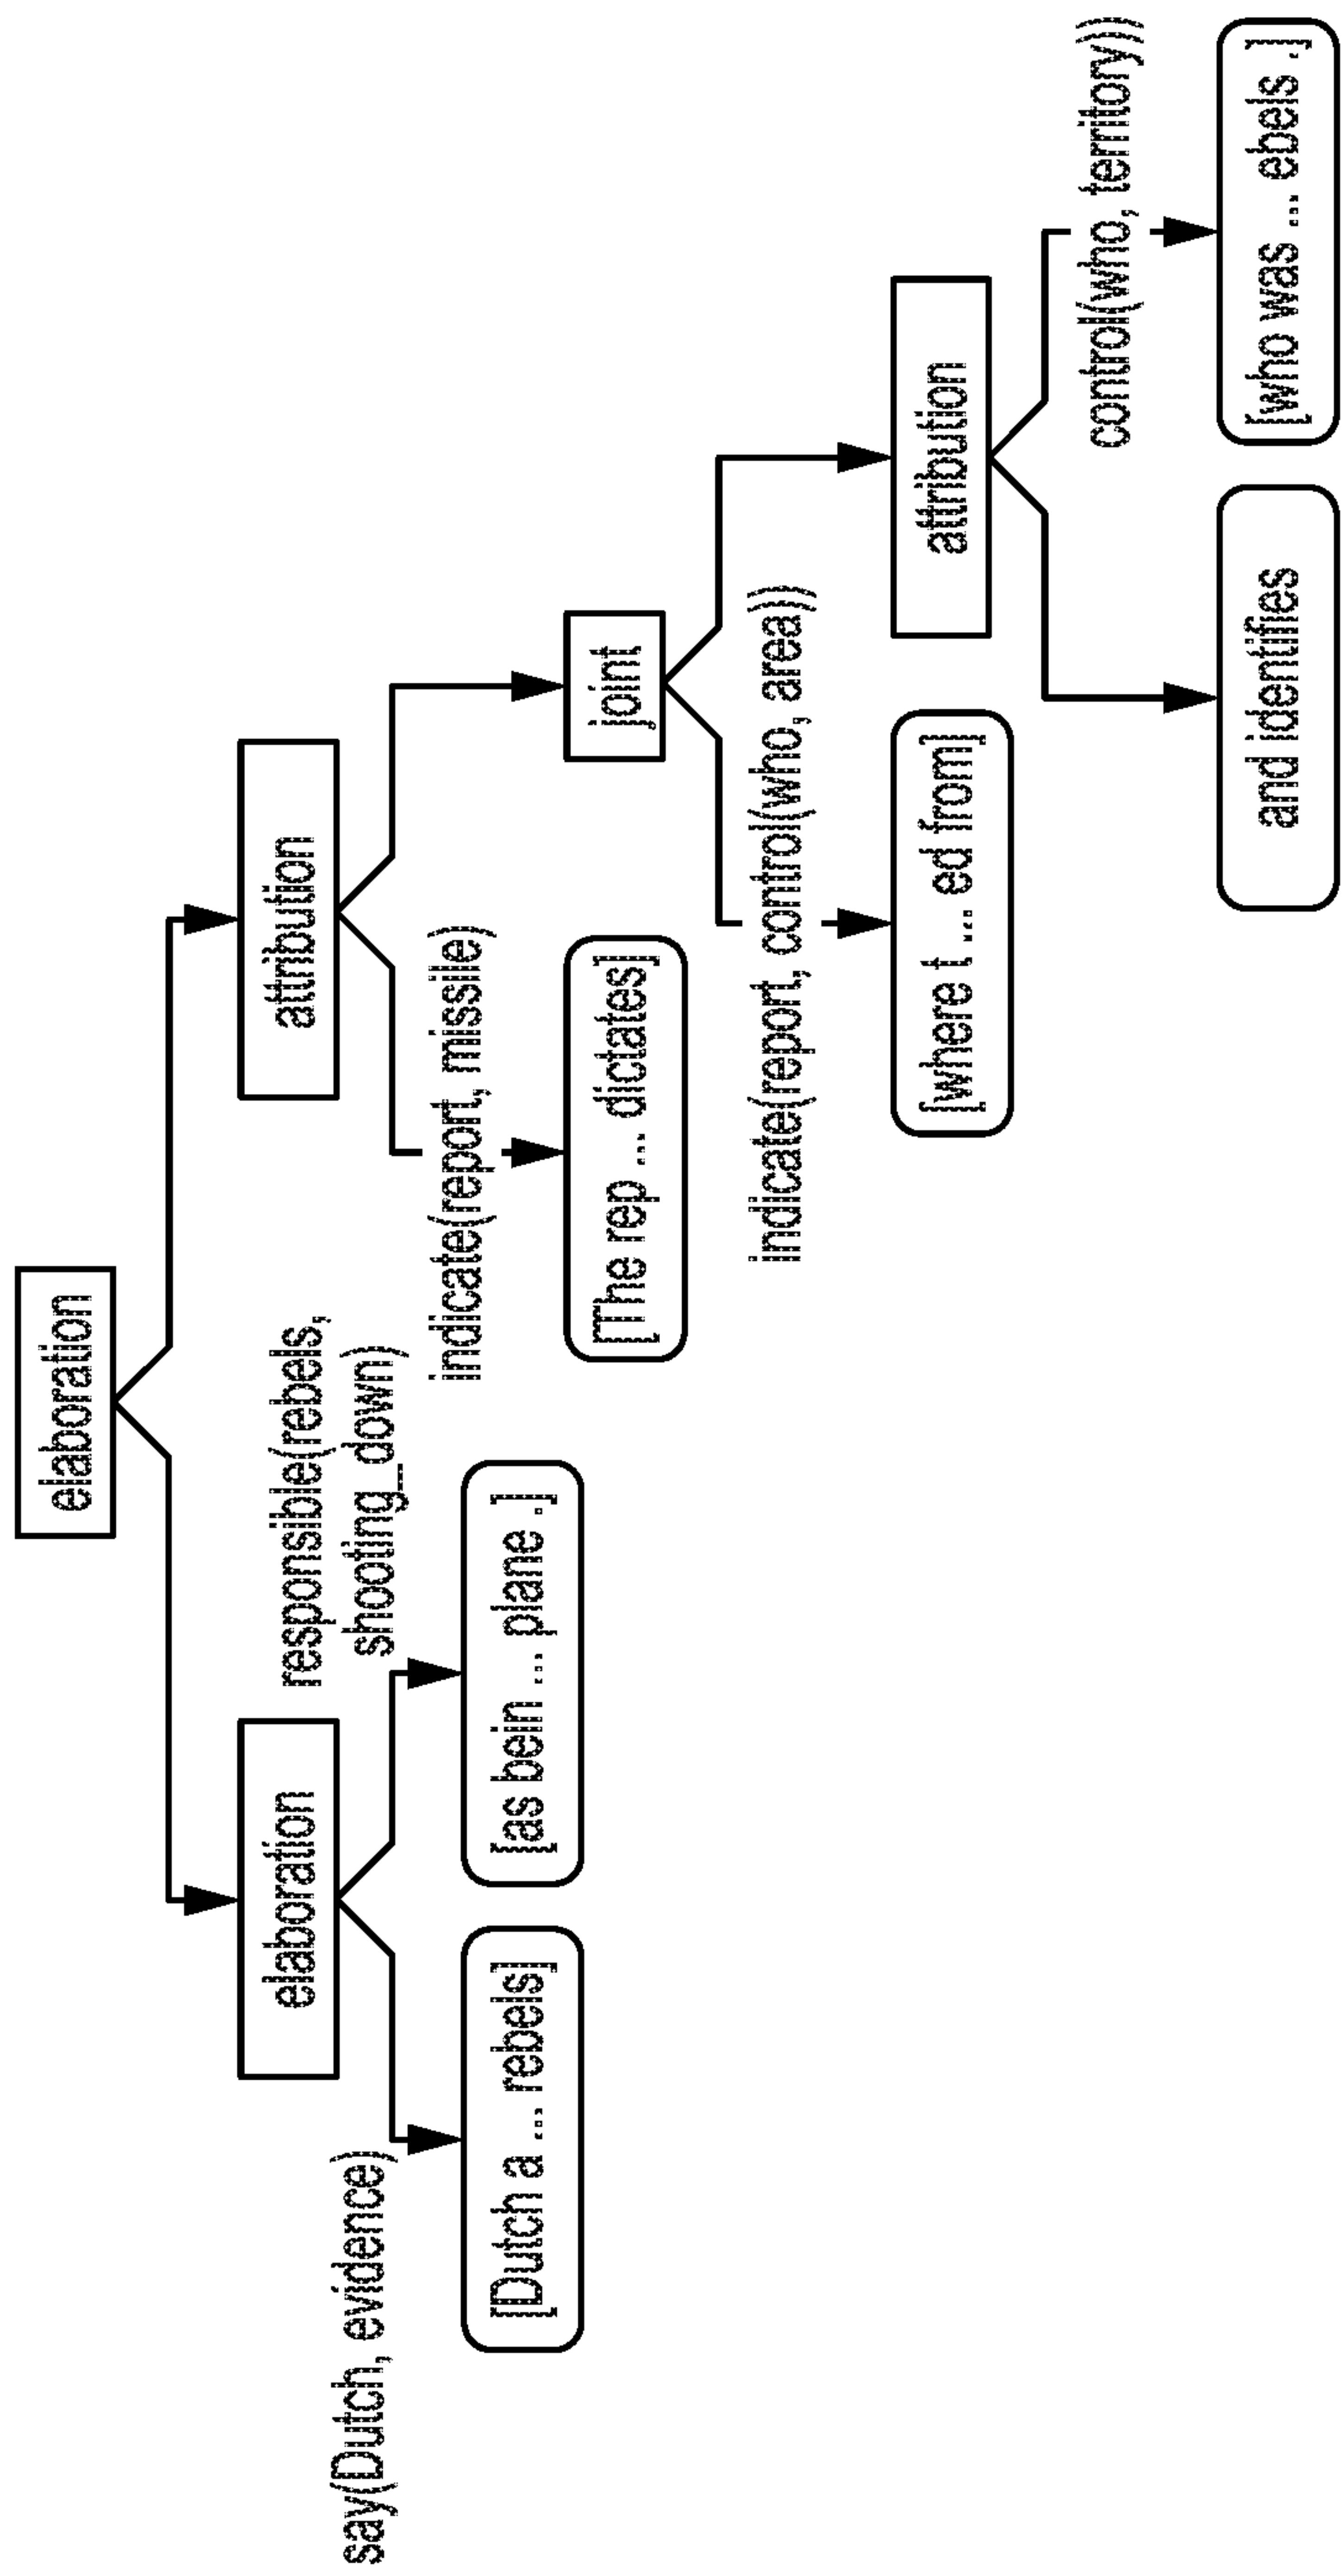 elaboration
elaboration
attribution
say(Dutch, evidence)
responsible(rebels,
shooting_down)
indicate(report, missile)
[Dutch a ... rebels]
[as bein ... plane .]
[The rep ... dictates]
joint
indicate(report, control(who, area))
[where t ... ed from]
attribution
control(who, territory))
and identifies
[who was ... ebels .]